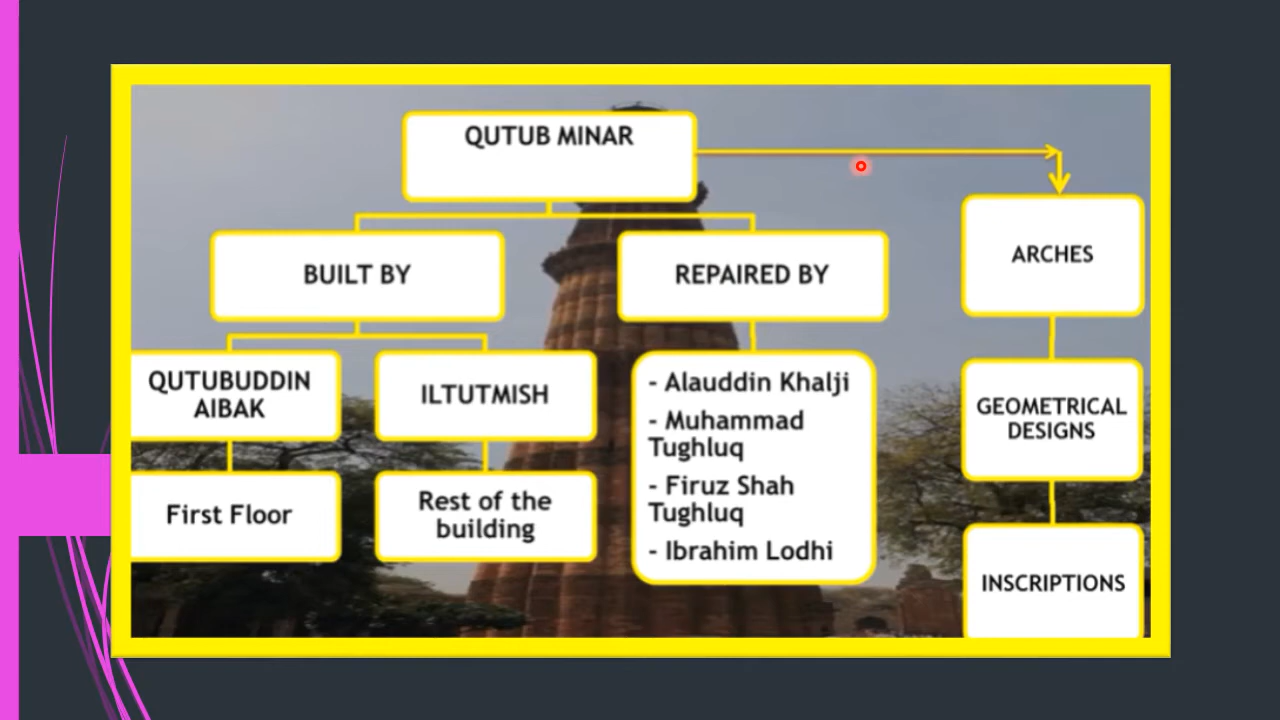 QUTUB MINAR
BUILT BY
REPAIRED BY
ARCHES
QUTUBUDDIN
AIBAK
ILTUTMISH
- Alauddin Khalji
- Muhammad
Tughluq
- Firuz Shah
Tughluq
- Ibrahim Lodhi
GEOMETRICAL
DESIGNS
First Floor
Rest of the
building
INSCRIPTIONS